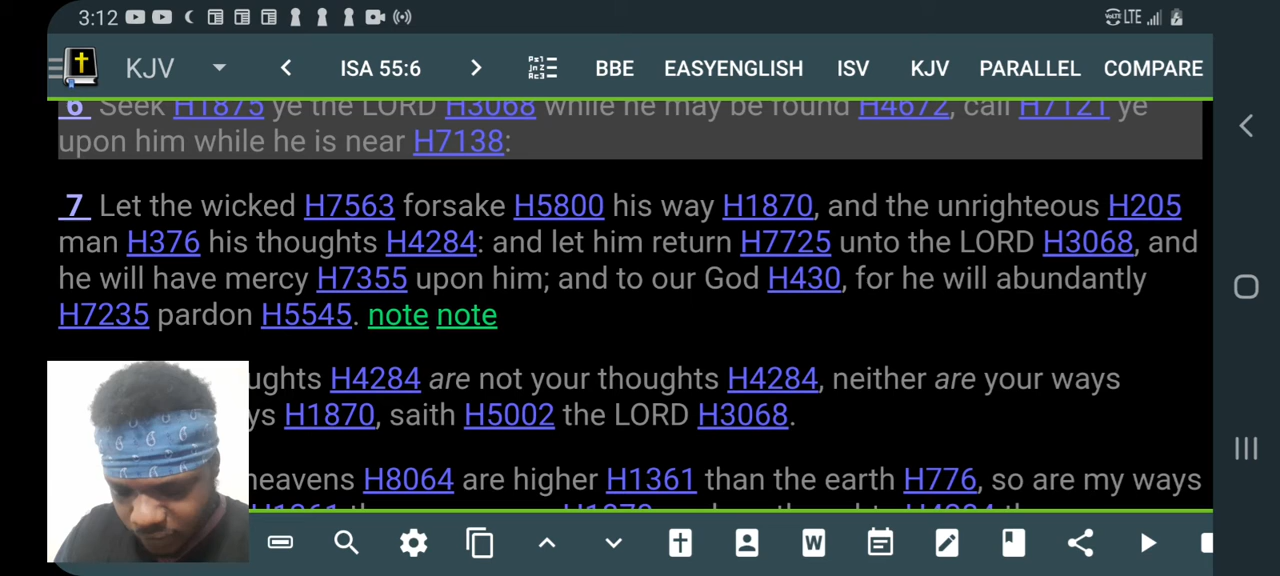 3:12 LTE
KJV ISA 55:6 BBE EASYENGLISH ISV KJV PARALLEL COMPARE
6 Seek H1875 ye the LORD H3068 while he may be found H4672, call H7121 ye
upon him while he is near H7138:
7 Let the wicked H7563 forsake H5800 his way H1870, and the unrighteous H205
man H376 his thoughts H4284: and let him return H7725 unto the LORD H3068, and
he will have mercy H7355 upon him; and to our God H430, for he will abundantly
H7235 pardon H5545. note note
ughts H4284 are not your thoughts H4284, neither are your ways
ys H1870, saith H5002 the LORD H3068.
heavens H8064 are higher H1361 than the earth H776, so are my ways